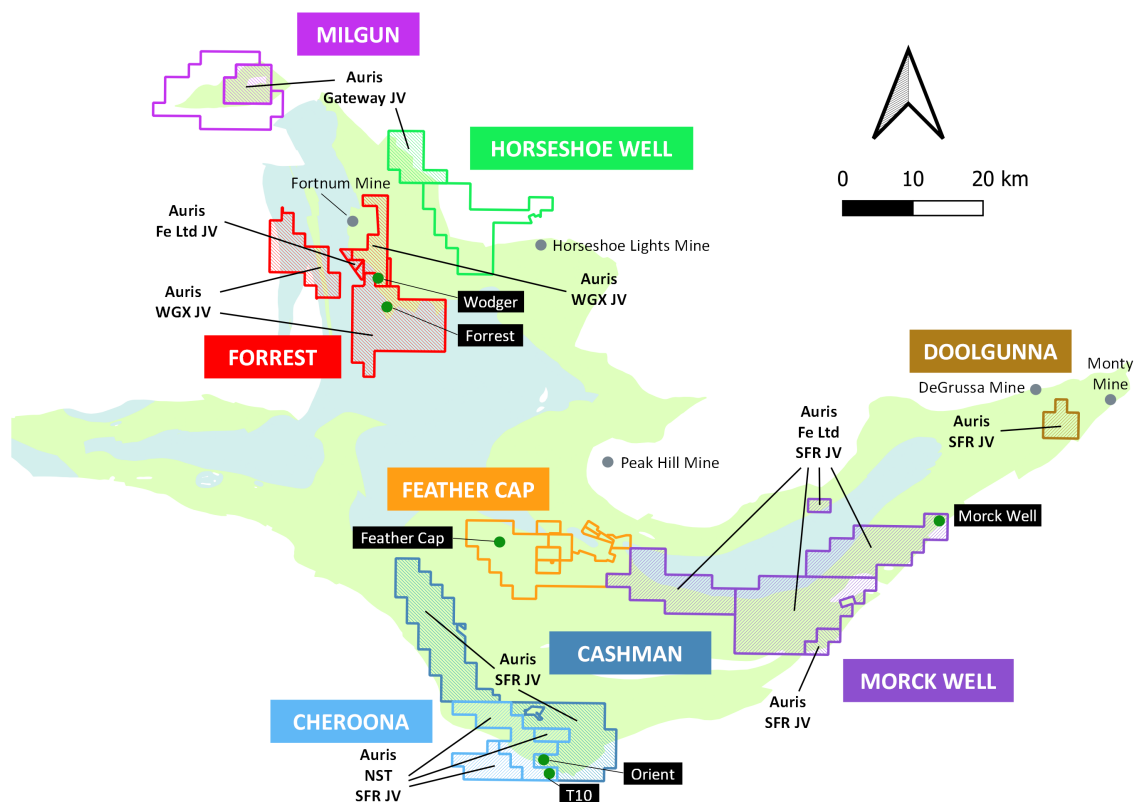 MILGUN
Auris
Gateway JV
HORSESHOE WELL
0 10 20 km
Fortnum Mine
Auris
Fe Ltd JV
Horseshoe Lights Mine
Auris
WGX JV
Auris
WGX JV
Wodger
Forrest
FORREST
DOOLGUNNA
DeGrussa Mine
Monty
Mine
Auris
SFR JV
Auris
Fe Ltd
SFR JV
Peak Hill Mine
FEATHER CAP
Feather Cap
Morck Well
CASHMAN
Auris
SFR JV
MORCK WELL
Auris
SFR JV
CHEROONA
Auris
NST
SFR JV
Orient
T10